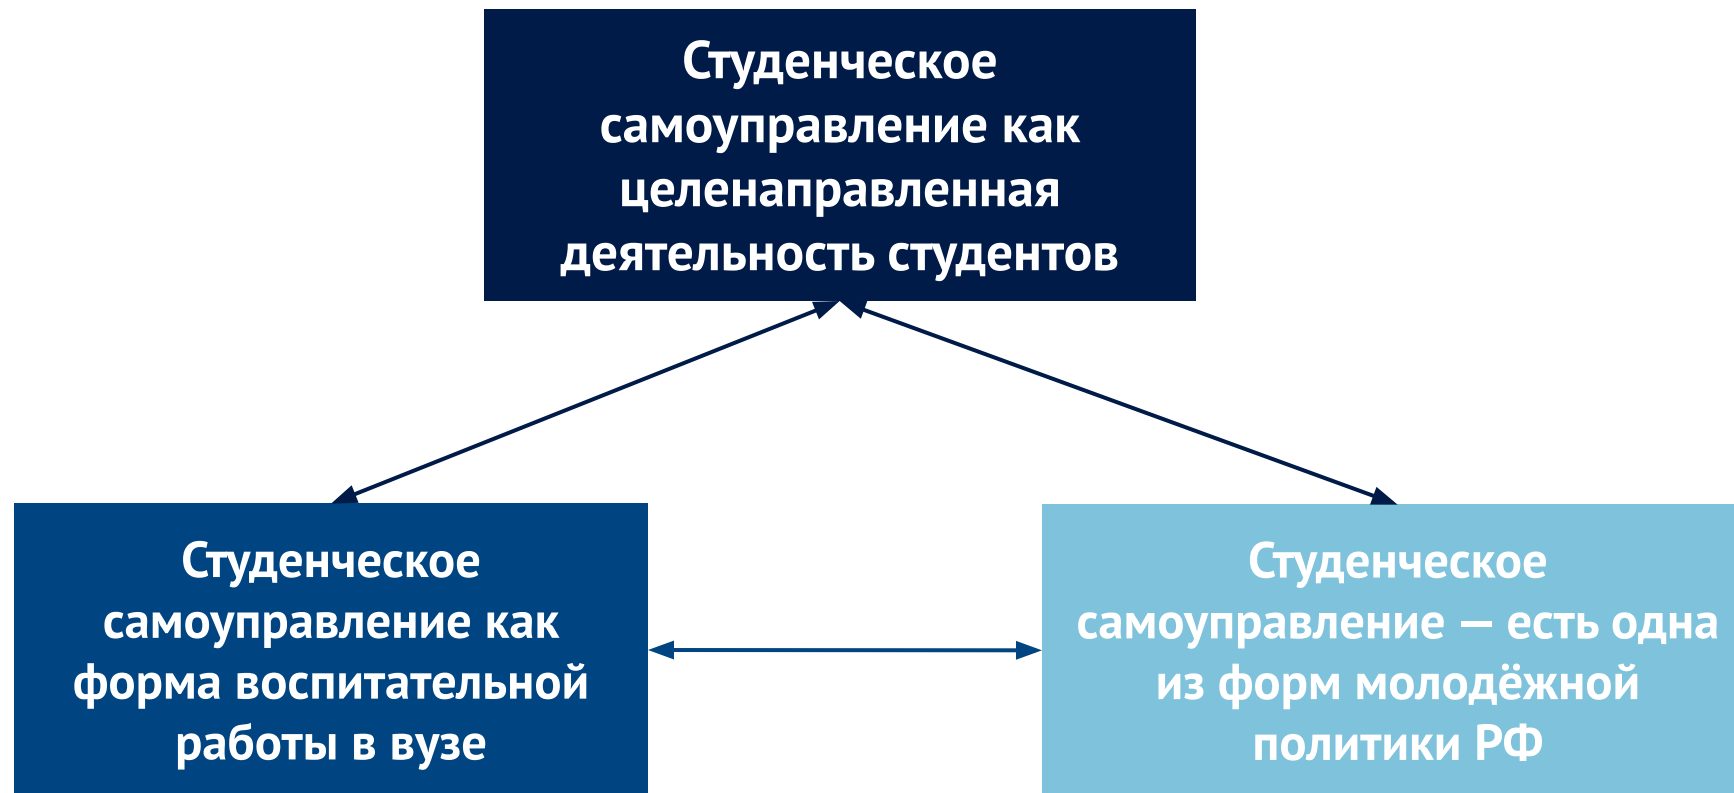 Студенческое
самоуправление как
целенаправленная
деятельность студентов
Студенческое
самоуправление как
форма воспитательной
работы в вузе
Студенческое
самоуправление — есть одна
из форм молодёжной
политики РФ